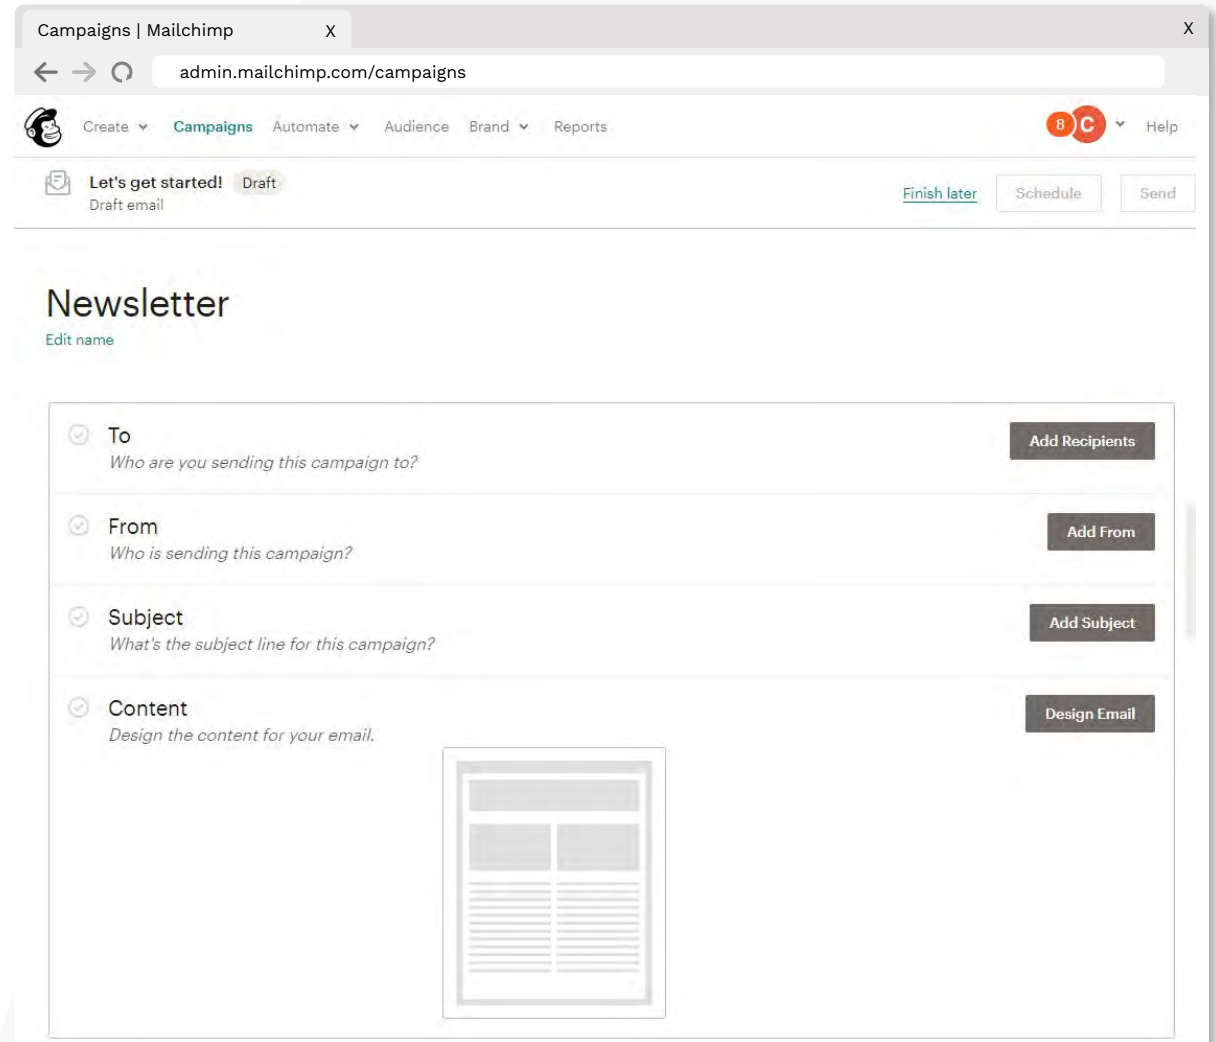 Campaigns | Mailchimp X X
admin.mailchimp.com/campaigns
Create Campaigns Automate Audience Brand Reports 8 C Help
Let's get started! Draft
Draft email
Finish later Schedule Send
Newsletter
Edit name
To
Who are you sending this campaign to?
Add Recipients
From
Who is sending this campaign?
Add From
Subject
What's the subject line for this campaign?
Add Subject
Content
Design the content for your email.
Design Email